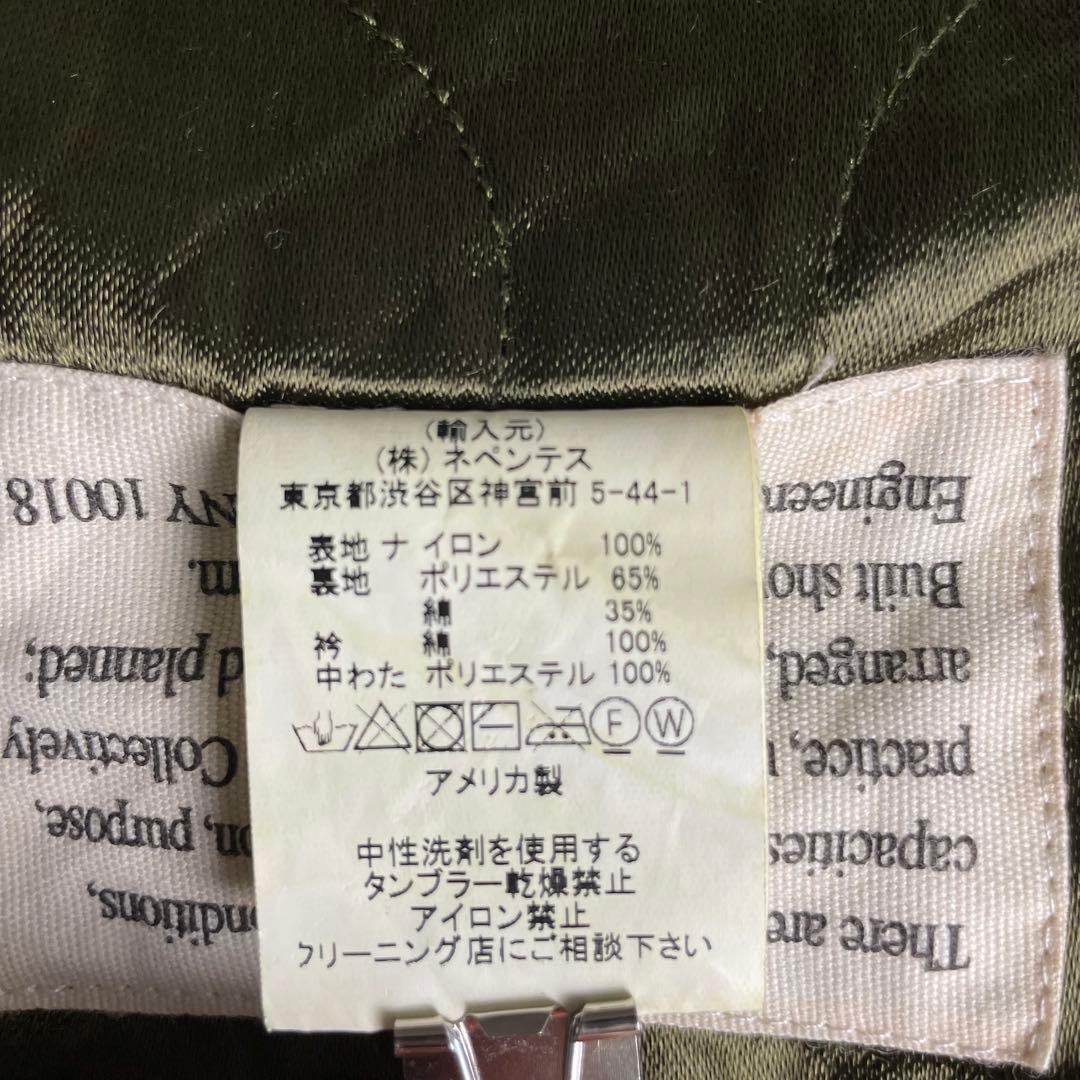 (輸入元)
(株) ネペンテス
東京都渋谷区神宮前 5-44-1
表地 ナイロン 100%
裏地 ポリエステル 65%
綿 35%
衿 綿 100%
中わた ポリエステル 100%
F W
アメリカ製
中性洗剤を使用する
タンブラー乾燥禁止
アイロン禁止
クリーニング店にご相談下さい
There are
capacities
practice,
arranged,
Built
Collectively
purpose,
planned;
NY 10018